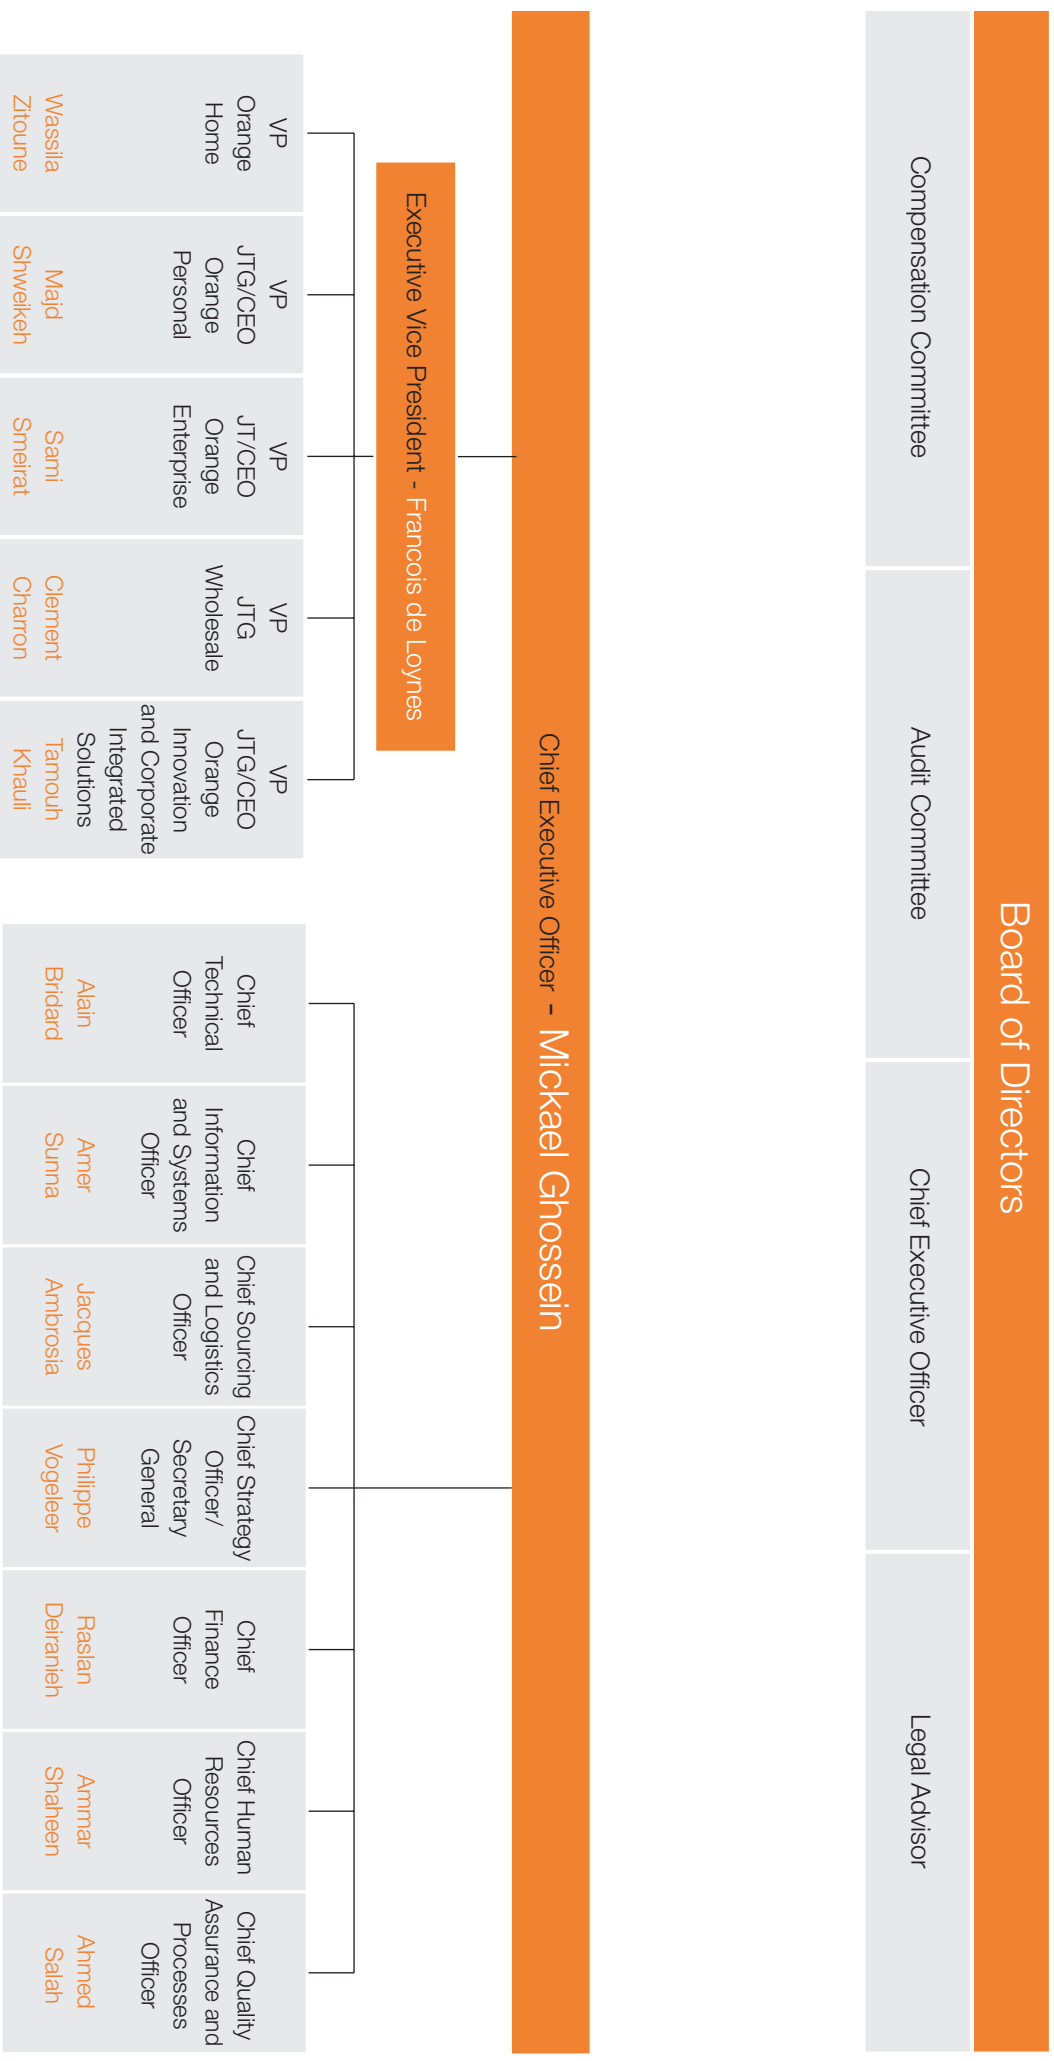 Board of Directors
Compensation Committee
Audit Committee
Chief Executive Officer
Legal Advisor
Chief Executive Officer - Mickael Ghossein
Executive Vice President - Francois de Loynes
VP
Orange
Home
Wassila
Zitoune
VP
JTG/CEO
Orange
Personal
Majd
Shweikeh
VP
JT/CEO
Orange
Enterprise
Sami
Smeirat
VP
JTG
Wholesale
Clement
Charron
VP
JTG/CEO
Orange
Innovation
and Corporate
Integrated
Solutions
Tamouh
Khauli
Chief
Technical
Officer
Alain
Bridard
Chief
Information
and Systems
Officer
Amer
Sunna
Chief Sourcing
and Logistics
Officer
Jacques
Ambrosia
Chief Strategy
Officer/
Secretary
General
Philippe
Vogeleer
Chief
Finance
Officer
Raslan
Deiranieh
Chief Human
Resources
Officer
Ammar
Shaheen
Chief Quality
Assurance and
Processes
Officer
Ahmed
Salah